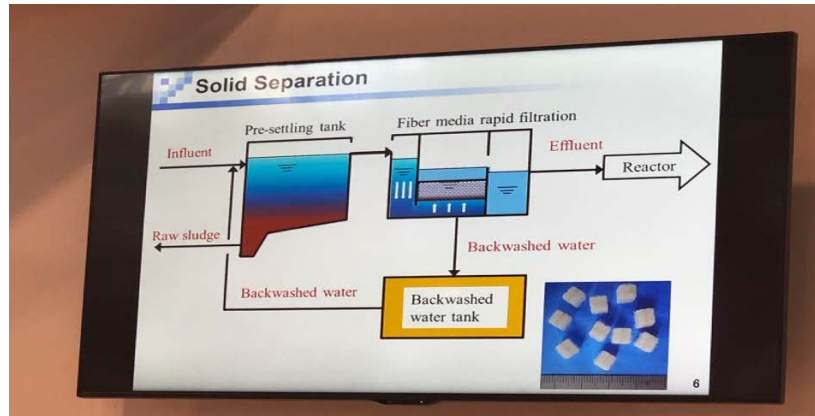 Solid Separation
Pre-settling tank
Fiber media rapid filtration
Influent
Effluent
Reactor
Raw sludge
Backwashed water
Backwashed water
Backwashed
water tank
6